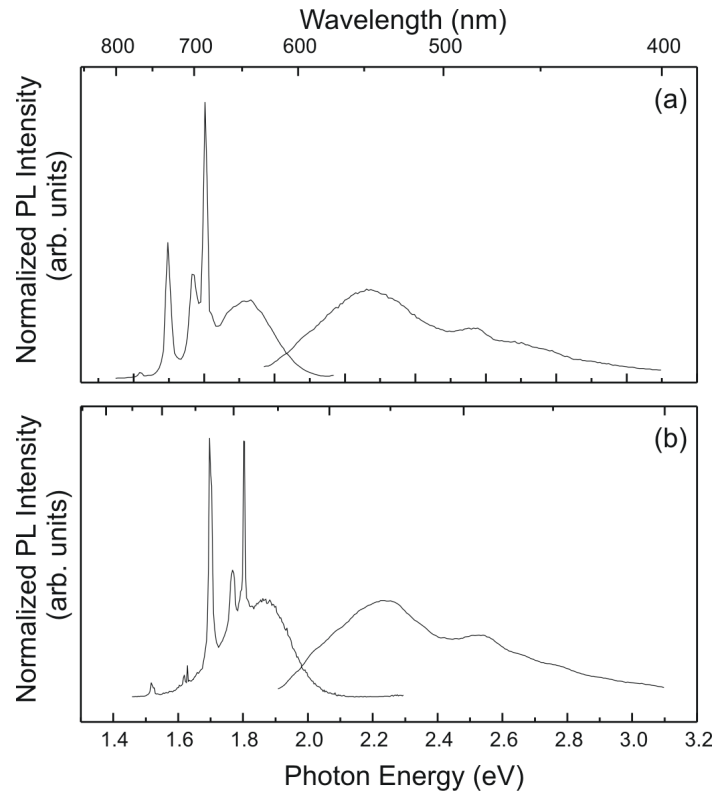 Wavelength (nm)
800 700 600 500 400
Normalized PL Intensity
(arb. units)
(a)
Normalized PL Intensity
(arb. units)
(b)
1.4 1.6 1.8 2.0 2.2 2.4 2.6 2.8 3.0 3.2
Photon Energy (eV)